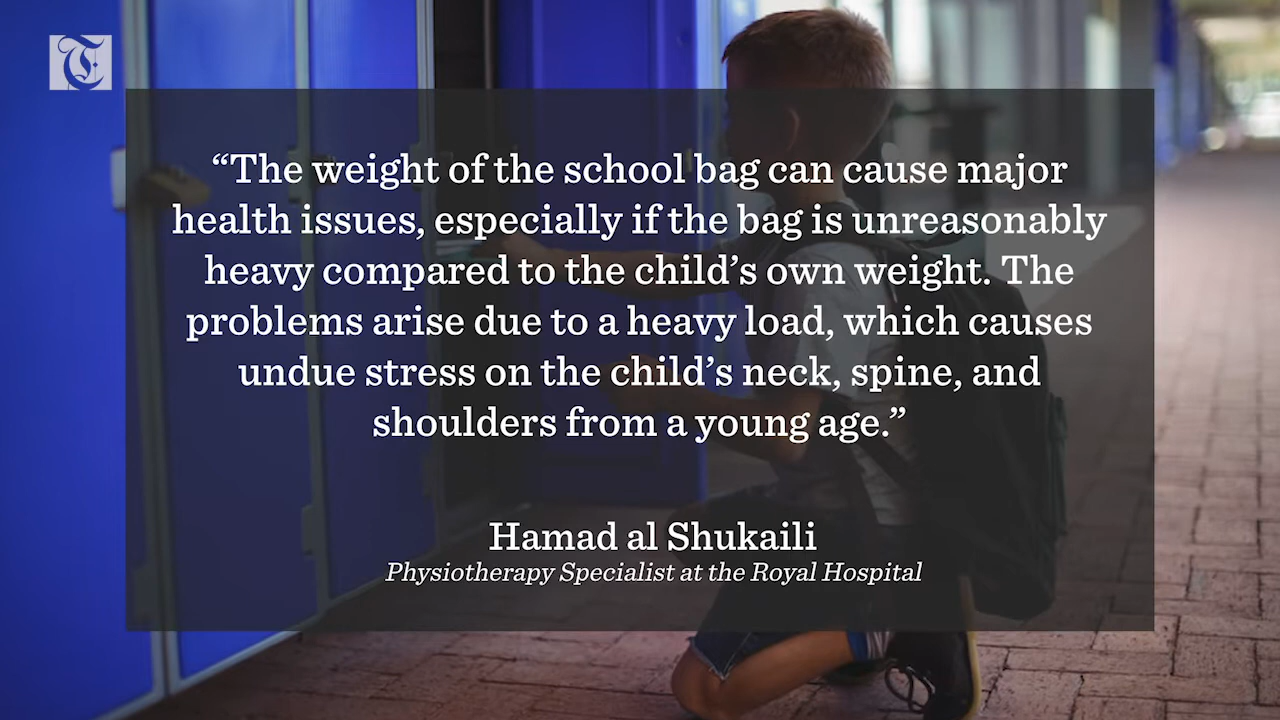 T
“The weight of the school bag can cause major
health issues, especially if the bag is unreasonably
heavy compared to the child’s own weight. The
problems arise due to a heavy load, which causes
undue stress on the child’s neck, spine, and
shoulders from a young age.”
Hamad al Shukaili
Physiotherapy Specialist at the Royal Hospital